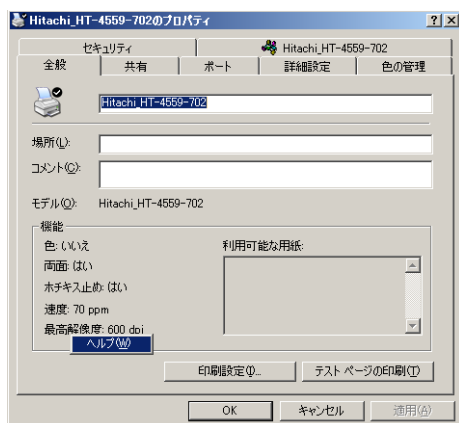 Hitachi_HT-4559-702のプロパティ
セキュリティ
Hitachi_HT-4559-702
全般
共有
ポート
詳細設定
色の管理
Hitachi_HT-4559-702
場所(L):
コメント(C):
モデル(O): Hitachi_HT-4559-702
機能
色: いいえ
利用可能な用紙:
両面: はい
ホチキス止め: はい
速度: 70 ppm
最高解像度: 600 dpi
ヘルプ(W)
印刷設定(I)...
テスト ページの印刷(T)
OK
キャンセル
適用(A)